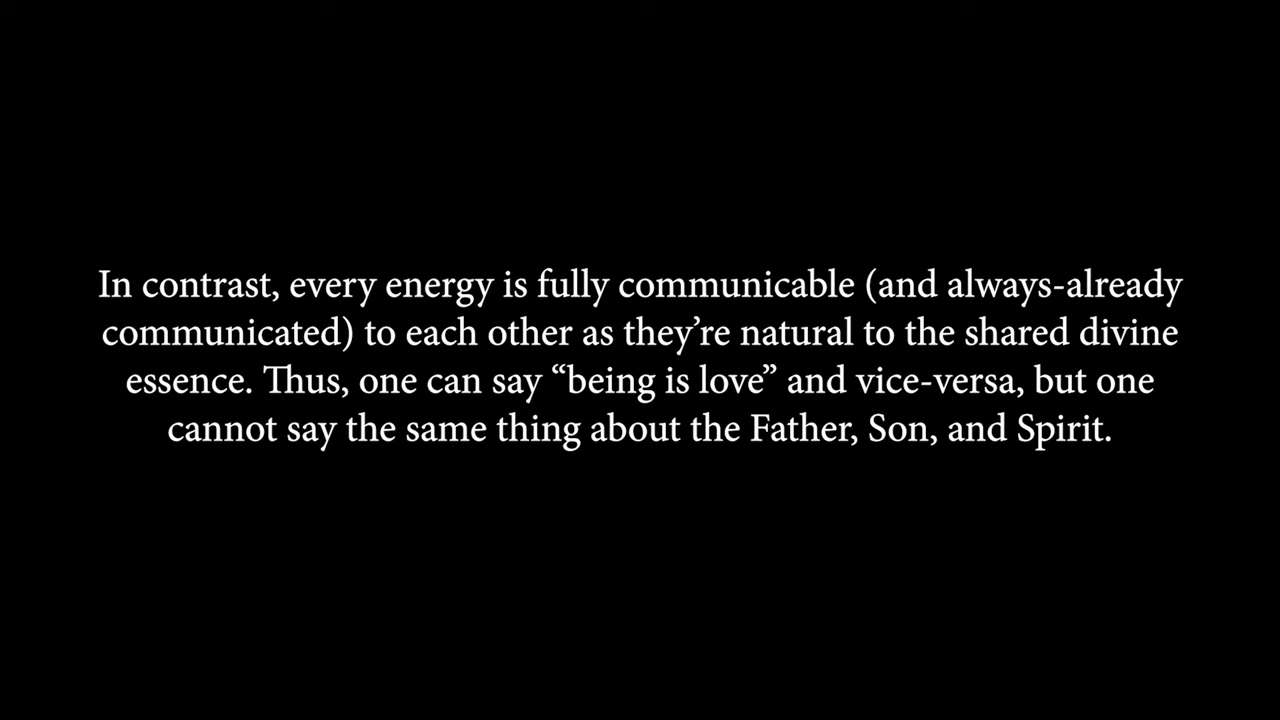 In contrast, every energy is fully communicable (and always-already
communicated) to each other as they’re natural to the shared divine
essence. Thus, one can say “being is love” and vice-versa, but one
cannot say the same thing about the Father, Son, and Spirit.